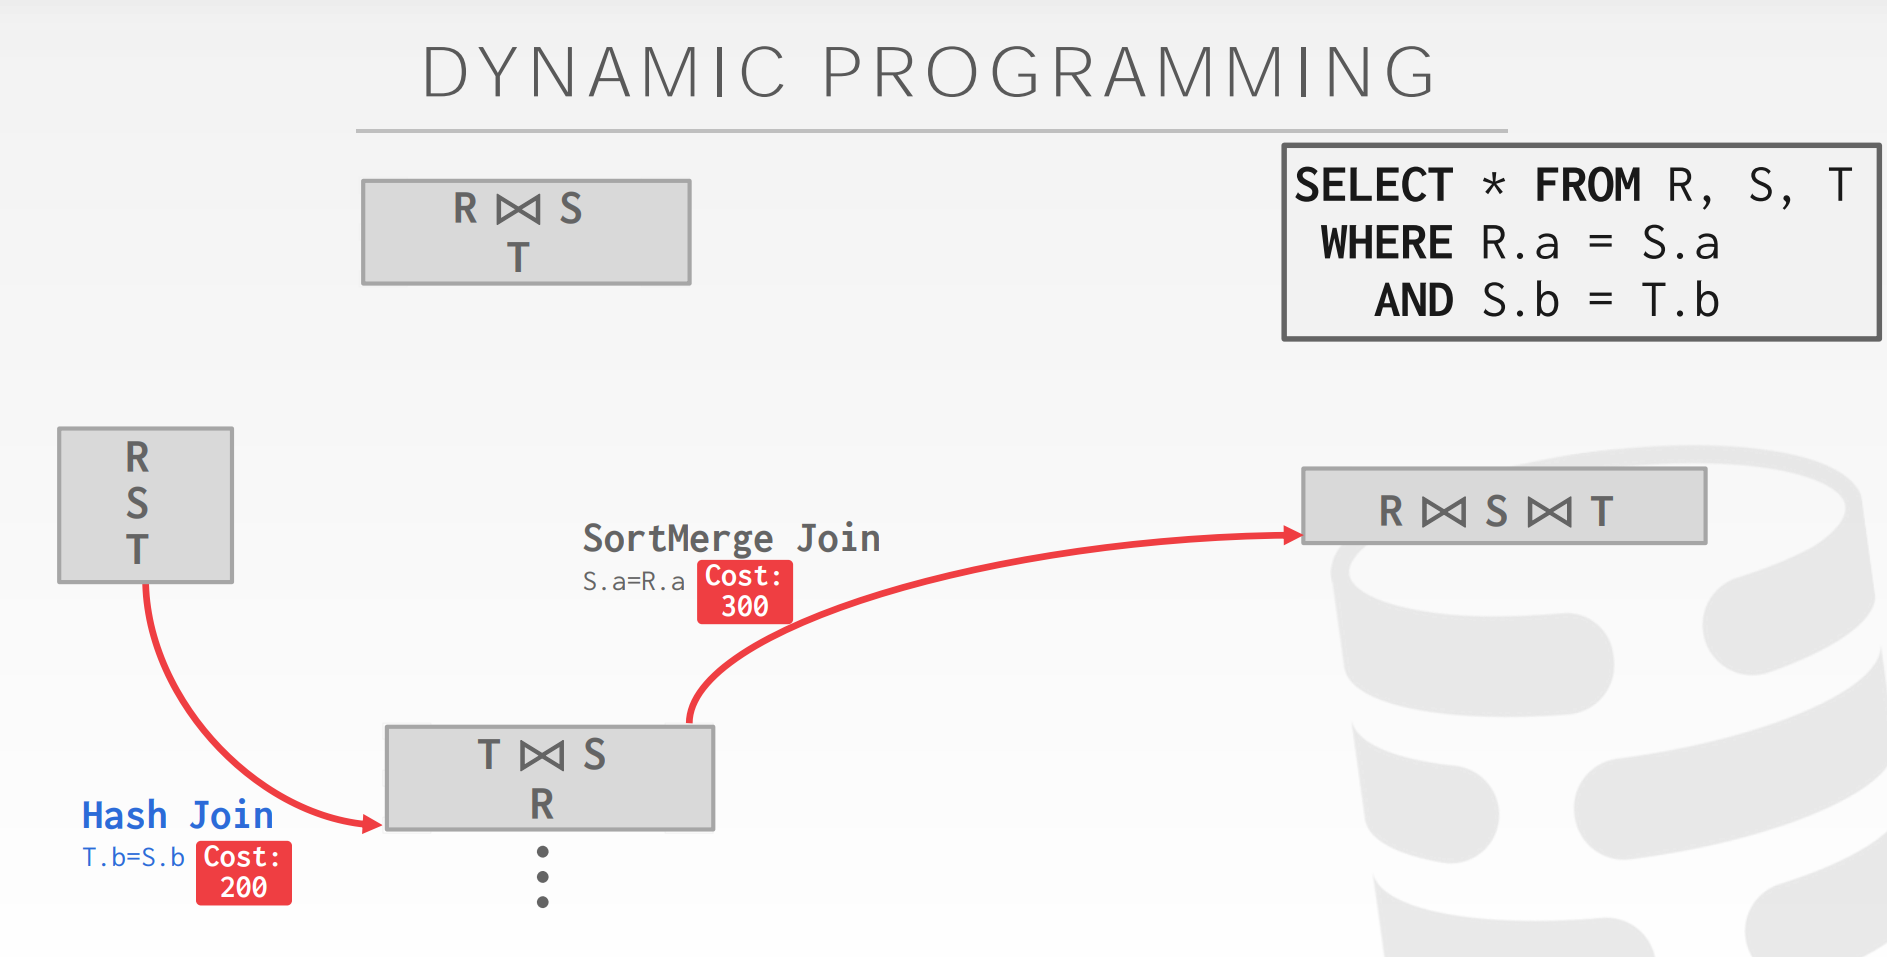 DYNAMIC PROGRAMMING
R ⋈ S
T
SELECT * FROM R, S, T
WHERE R.a = S.a
AND S.b = T.b
R
S
T
SortMerge Join
S.a=R.a
Cost:
300
R ⋈ S ⋈ T
T ⋈ S
R
Hash Join
T.b=S.b
Cost:
200